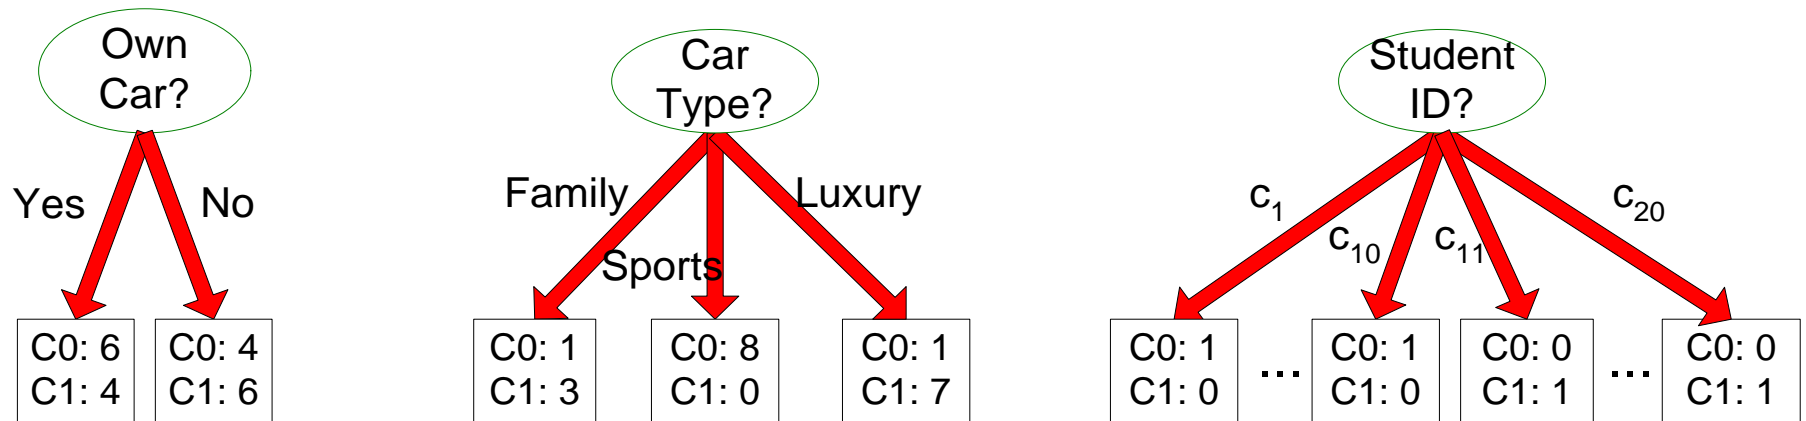 Own
Car?
Yes
No
C0: 6
C1: 4
C0: 4
C1: 6
Car
Type?
Family
Sports
Luxury
C0: 1
C1: 3
C0: 8
C1: 0
C0: 1
C1: 7
Student
ID?
c1
c10
c11
c20
C0: 1
C1: 0
...
C0: 1
C1: 0
C0: 0
C1: 1
...
C0: 0
C1: 1